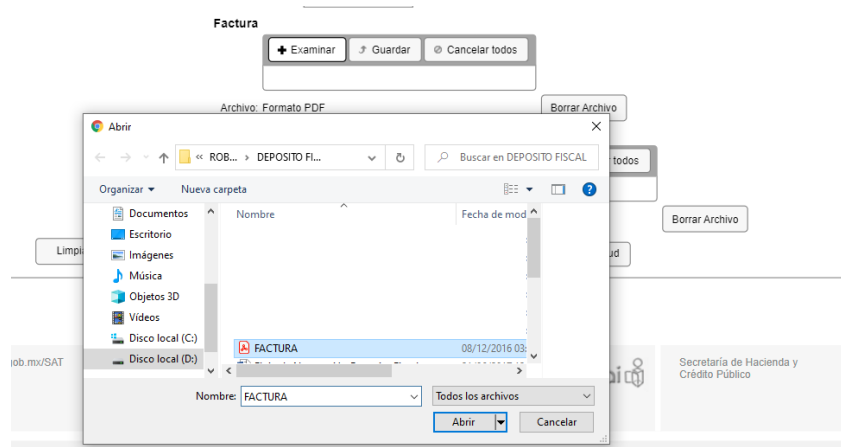 Factura
Examinar Guardar Cancelar todos
Archivo: Formato PDF Borrar Archivo
Abrir
« ROB... › DEPOSITO FI... Buscar en DEPOSITO FISCAL
todos
Organizar Nueva carpeta
Documentos Nombre Fecha de mod
Escritorio
Borrar Archivo
Imágenes
Música
Objetos 3D
Vídeos
Disco local (C:)
FACTURA 08/12/2016 03:
Disco local (D:)
ob.mx/SAT
Secretaría de Hacienda y
Crédito Público
Nombre: FACTURA Todos los archivos
Abrir Cancelar